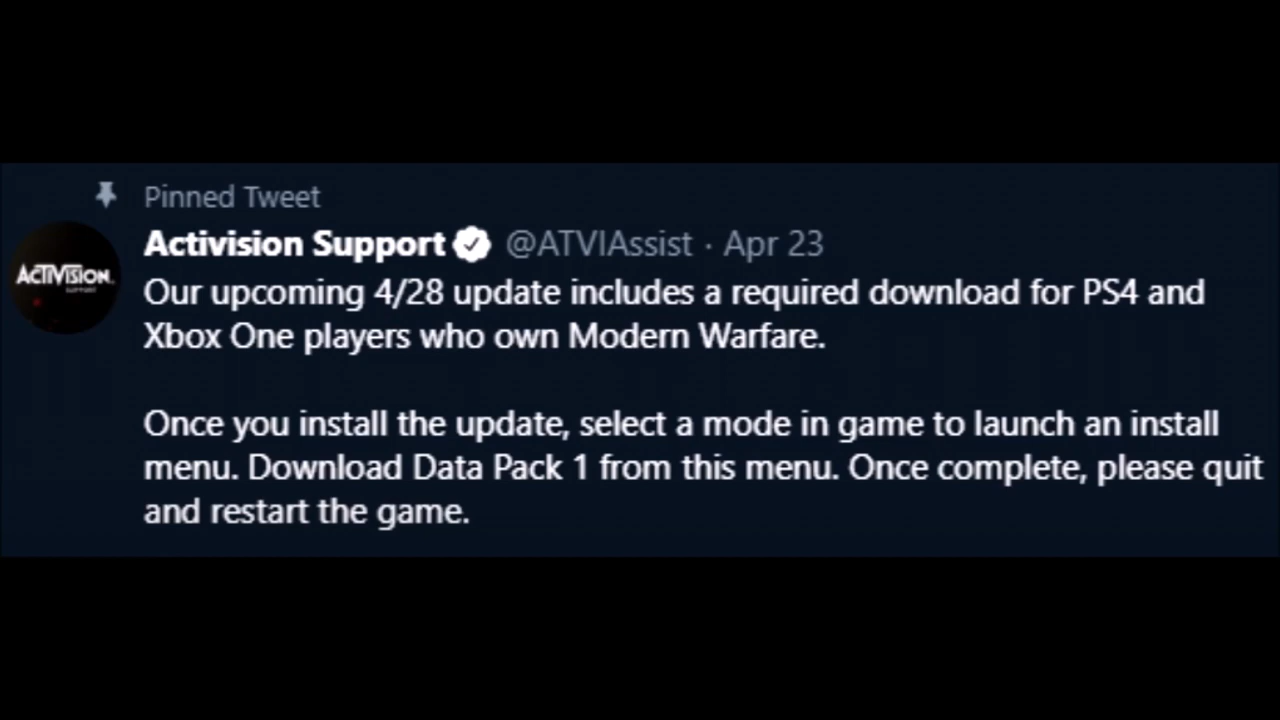 Pinned Tweet
Activision Support @ATVIAssist · Apr 23
ACTIVISION.
SUPPORT
Our upcoming 4/28 update includes a required download for PS4 and
Xbox One players who own Modern Warfare.
Once you install the update, select a mode in game to launch an install
menu. Download Data Pack 1 from this menu. Once complete, please quit
and restart the game.